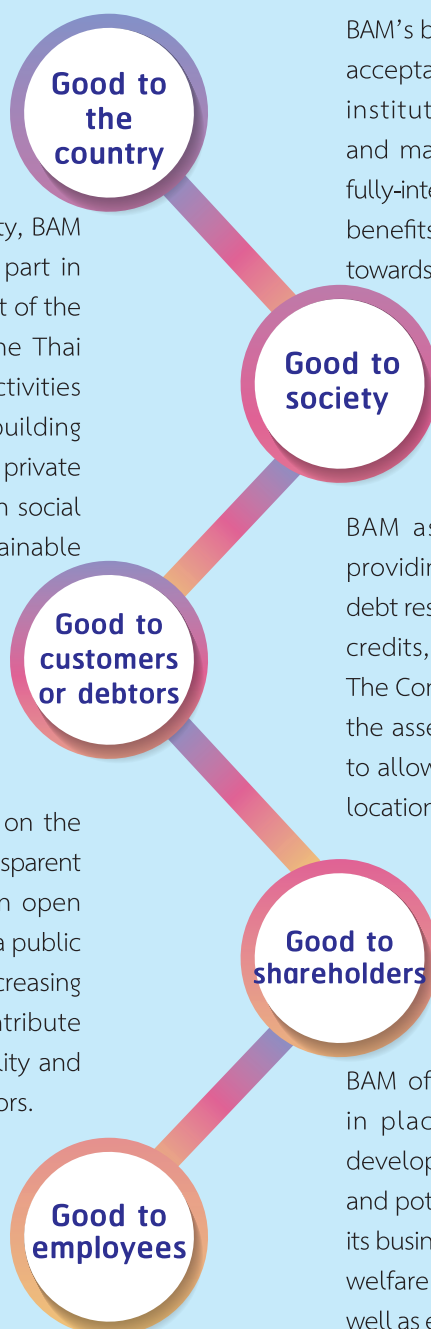 Good to
the
country
BAM's b
accepta
institut
and ma
fully-inte
benefits
towards
Good to
society
ty, BAM
part in
t of the
ne Thai
ctivities
building
private
n social
ainable
Good to
customers
or debtors
BAM as
providin
debt res
credits,
The Cor
the asse
to allow
location
Good to
shareholders
on the
sparent
n open
a public
creasing
ntribute
lity and
ors.
Good to
employees
BAM of
in plac
develop
and pot
its busin
welfare
well as e